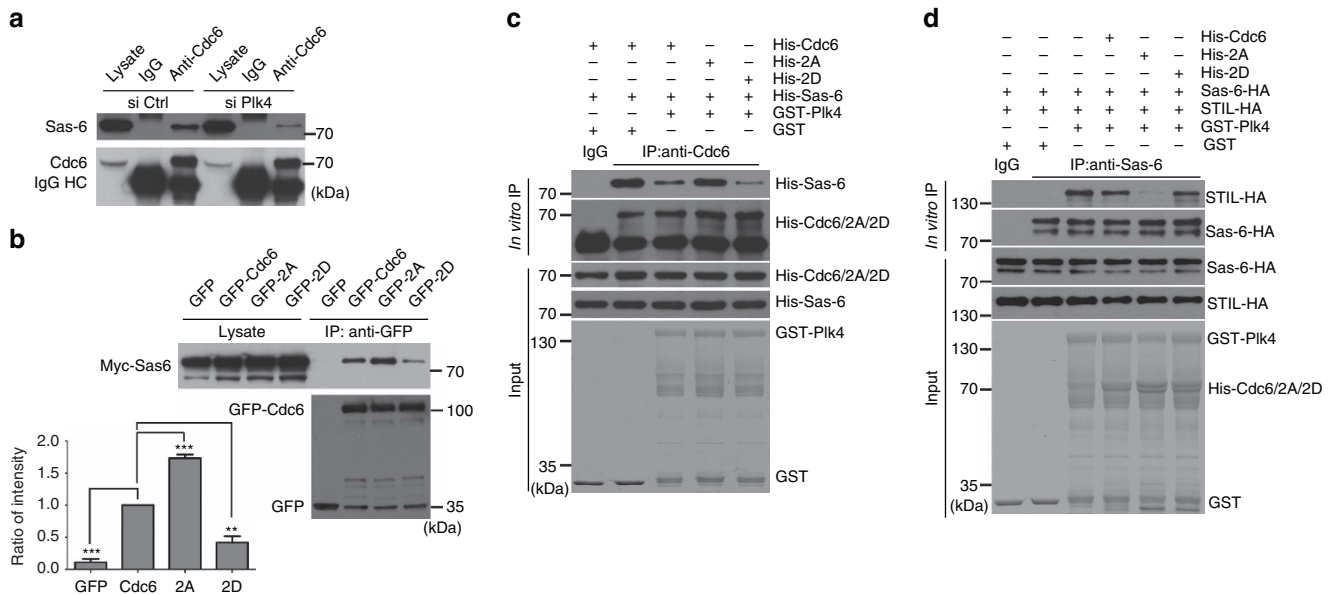 a
Lysate IgG Anti-Cdc6 Lysate IgG Anti-Cdc6
si Ctrl si Plk4
Sas-6 70
Cdc6 70
IgG HC (kDa)
b
GFP GFP-Cdc6 GFP-2A GFP-2D GFP GFP-Cdc6 GFP-2A GFP-2D
Lysate IP: anti-GFP
Myc-Sas6 70
GFP-Cdc6 100
GFP 35
(kDa)
Ratio of intensity
2.0
1.5
1.0
0.5
0.0
*** *** **
GFP Cdc6 2A 2D
c
+ + + – – His-Cdc6
– – – + – His-2A
– – – – + His-2D
+ + + + + His-Sas-6
– – + + + GST-Plk4
+ + – – – GST
IgG IP:anti-Cdc6
In vitro IP
70 His-Sas-6
70 His-Cdc6/2A/2D
Input
70 His-Cdc6/2A/2D
70 His-Sas-6
130 GST-Plk4
35
(kDa) GST
d
– – – + – – His-Cdc6
– – – – + – His-2A
– – – – – + His-2D
+ + + + + + Sas-6-HA
+ + + + + + STIL-HA
– – + + + + GST-Plk4
+ + – – – – GST
IgG IP:anti-Sas-6
In vitro IP
130 STIL-HA
70 Sas-6-HA
Input
70 Sas-6-HA
130 STIL-HA
130 GST-Plk4
70 His-Cdc6/2A/2D
35
(kDa) GST